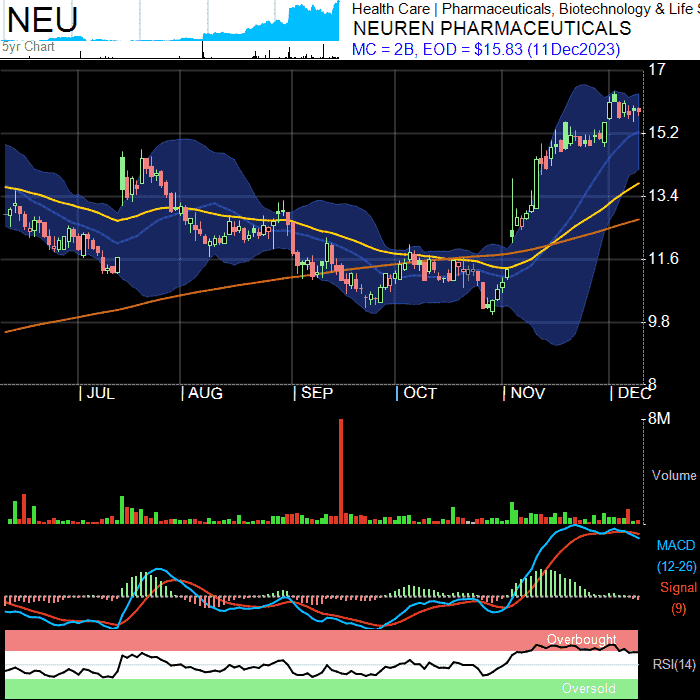 NEU
5yr Chart
Health Care | Pharmaceuticals, Biotechnology & Life S
NEUREN PHARMACEUTICALS
MC = 2B, EOD = $15.83 (11Dec2023)
17
15.2
13.4
11.6
9.8
8
| JUL
| AUG
| SEP
| OCT
| NOV
| DEC
8M
Volume
MACD
(12-26)
Signal
(9)
Overbought
RSI(14)
Oversold